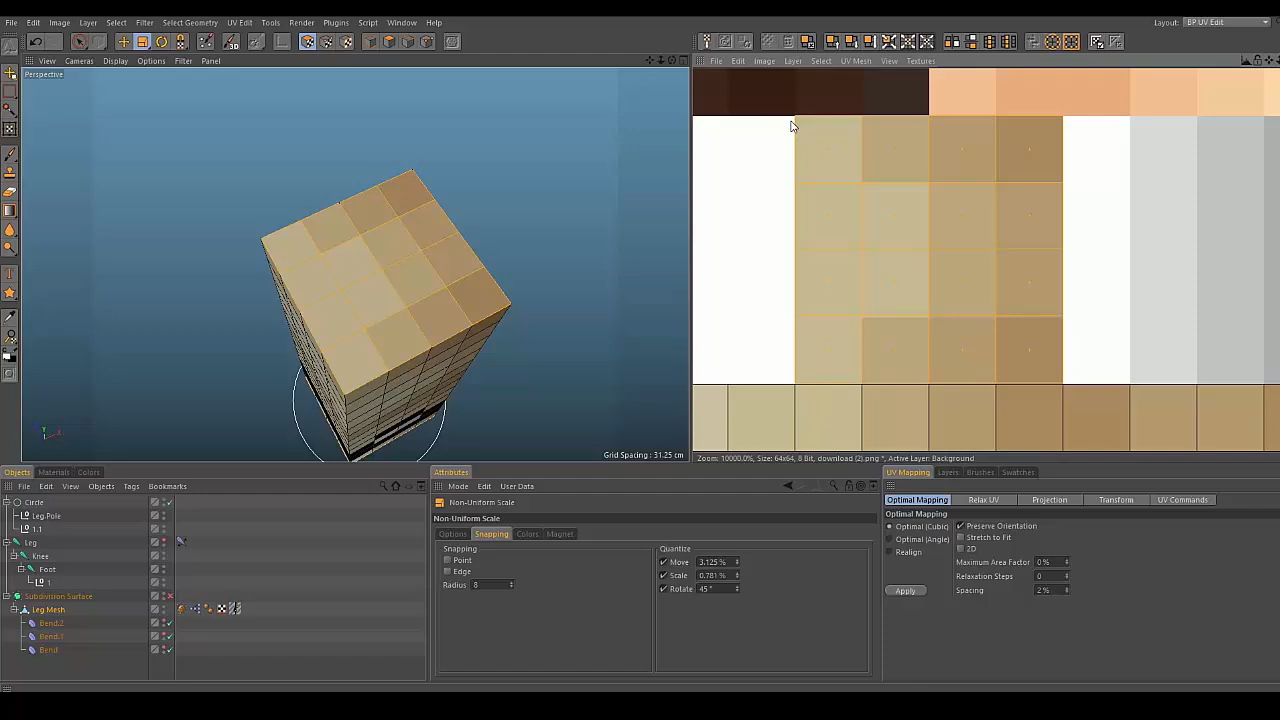 File Edit Image Layer Select Filter Select Geometry UV Edit Tools Render Plugins Script Window Help Layout: BP UV Edit
View Cameras Display Options Filter Panel
File Edit Image Layer Select UV Mesh View Textures
Perspective
Y X
Grid Spacing : 31.25 cm
Zoom: 10000.0%, Size: 64x64, 8 Bit, download (2).png *, Active Layer: Background
Objects Materials Colors
File Edit View Objects Tags Bookmarks
Circle
Leg-Pole
1.1
Leg
Knee
Foot
1
Subdivision Surface
Leg Mesh
Bend.2
Bend.1
Bend
Attributes
Mode Edit User Data
Non-Uniform Scale
Non-Uniform Scale
Options Snapping Colors Magnet
Snapping
Point
Edge
Radius 8
Quantize
Move 3.125 %
Scale 0.781 %
Rotate 45 °
UV Mapping Layers Brushes Swatches
Optimal Mapping Relax UV Projection Transform UV Commands
Optimal Mapping
Optimal (Cubic) Preserve Orientation
Optimal (Angle) Stretch to Fit
Realign 2D
Maximum Area Factor 0 %
Relaxation Steps 0
Apply Spacing 2 %